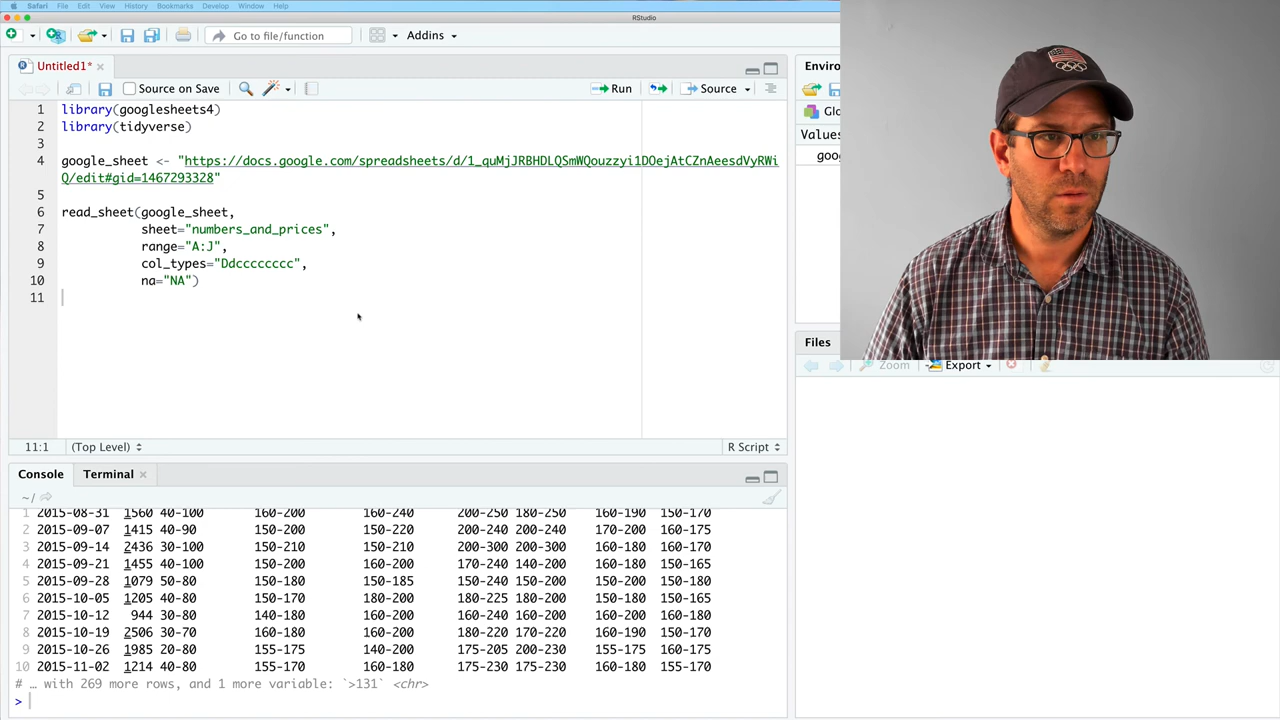 Safari File Edit View History Bookmarks Develop Window Help
RStudio
Go to file/function Addins
Untitled1*
Source on Save Run Source
1 library(googlesheets4)
2 library(tidyverse)
3
4 google_sheet <- "https://docs.google.com/spreadsheets/d/1_quMjJRBHDLQSmWQouzzyi1DOejAtCZnAeesdVyRWi
Q/edit#gid=1467293328"
5
6 read_sheet(google_sheet,
7 sheet="numbers_and_prices",
8 range="A:J",
9 col_types="Ddcccccccc",
10 na="NA")
11
11:1 (Top Level) R Script
Console Terminal
~/
1 2015-08-31 1560 40-100 160-200 160-240 200-250 180-250 160-190 150-170
2 2015-09-07 1415 40-90 150-200 150-220 200-240 200-240 170-200 160-175
3 2015-09-14 2436 30-100 150-210 150-210 200-300 200-300 160-180 160-170
4 2015-09-21 1455 40-100 150-200 160-200 170-240 140-200 160-180 150-165
5 2015-09-28 1079 50-80 150-180 150-185 150-240 150-200 150-200 150-180
6 2015-10-05 1205 40-80 150-170 180-200 180-225 180-200 150-180 150-165
7 2015-10-12 944 30-80 140-180 160-200 160-240 160-200 160-200 160-180
8 2015-10-19 2506 30-70 160-180 160-200 180-220 170-220 160-190 150-170
9 2015-10-26 1985 20-80 155-175 140-200 175-205 200-230 155-175 160-175
10 2015-11-02 1214 40-80 155-170 160-180 175-230 175-230 160-180 155-170
# … with 269 more rows, and 1 more variable: `>131` <chr>
>
Enviro
Glo
Values
goo
Files
Zoom Export